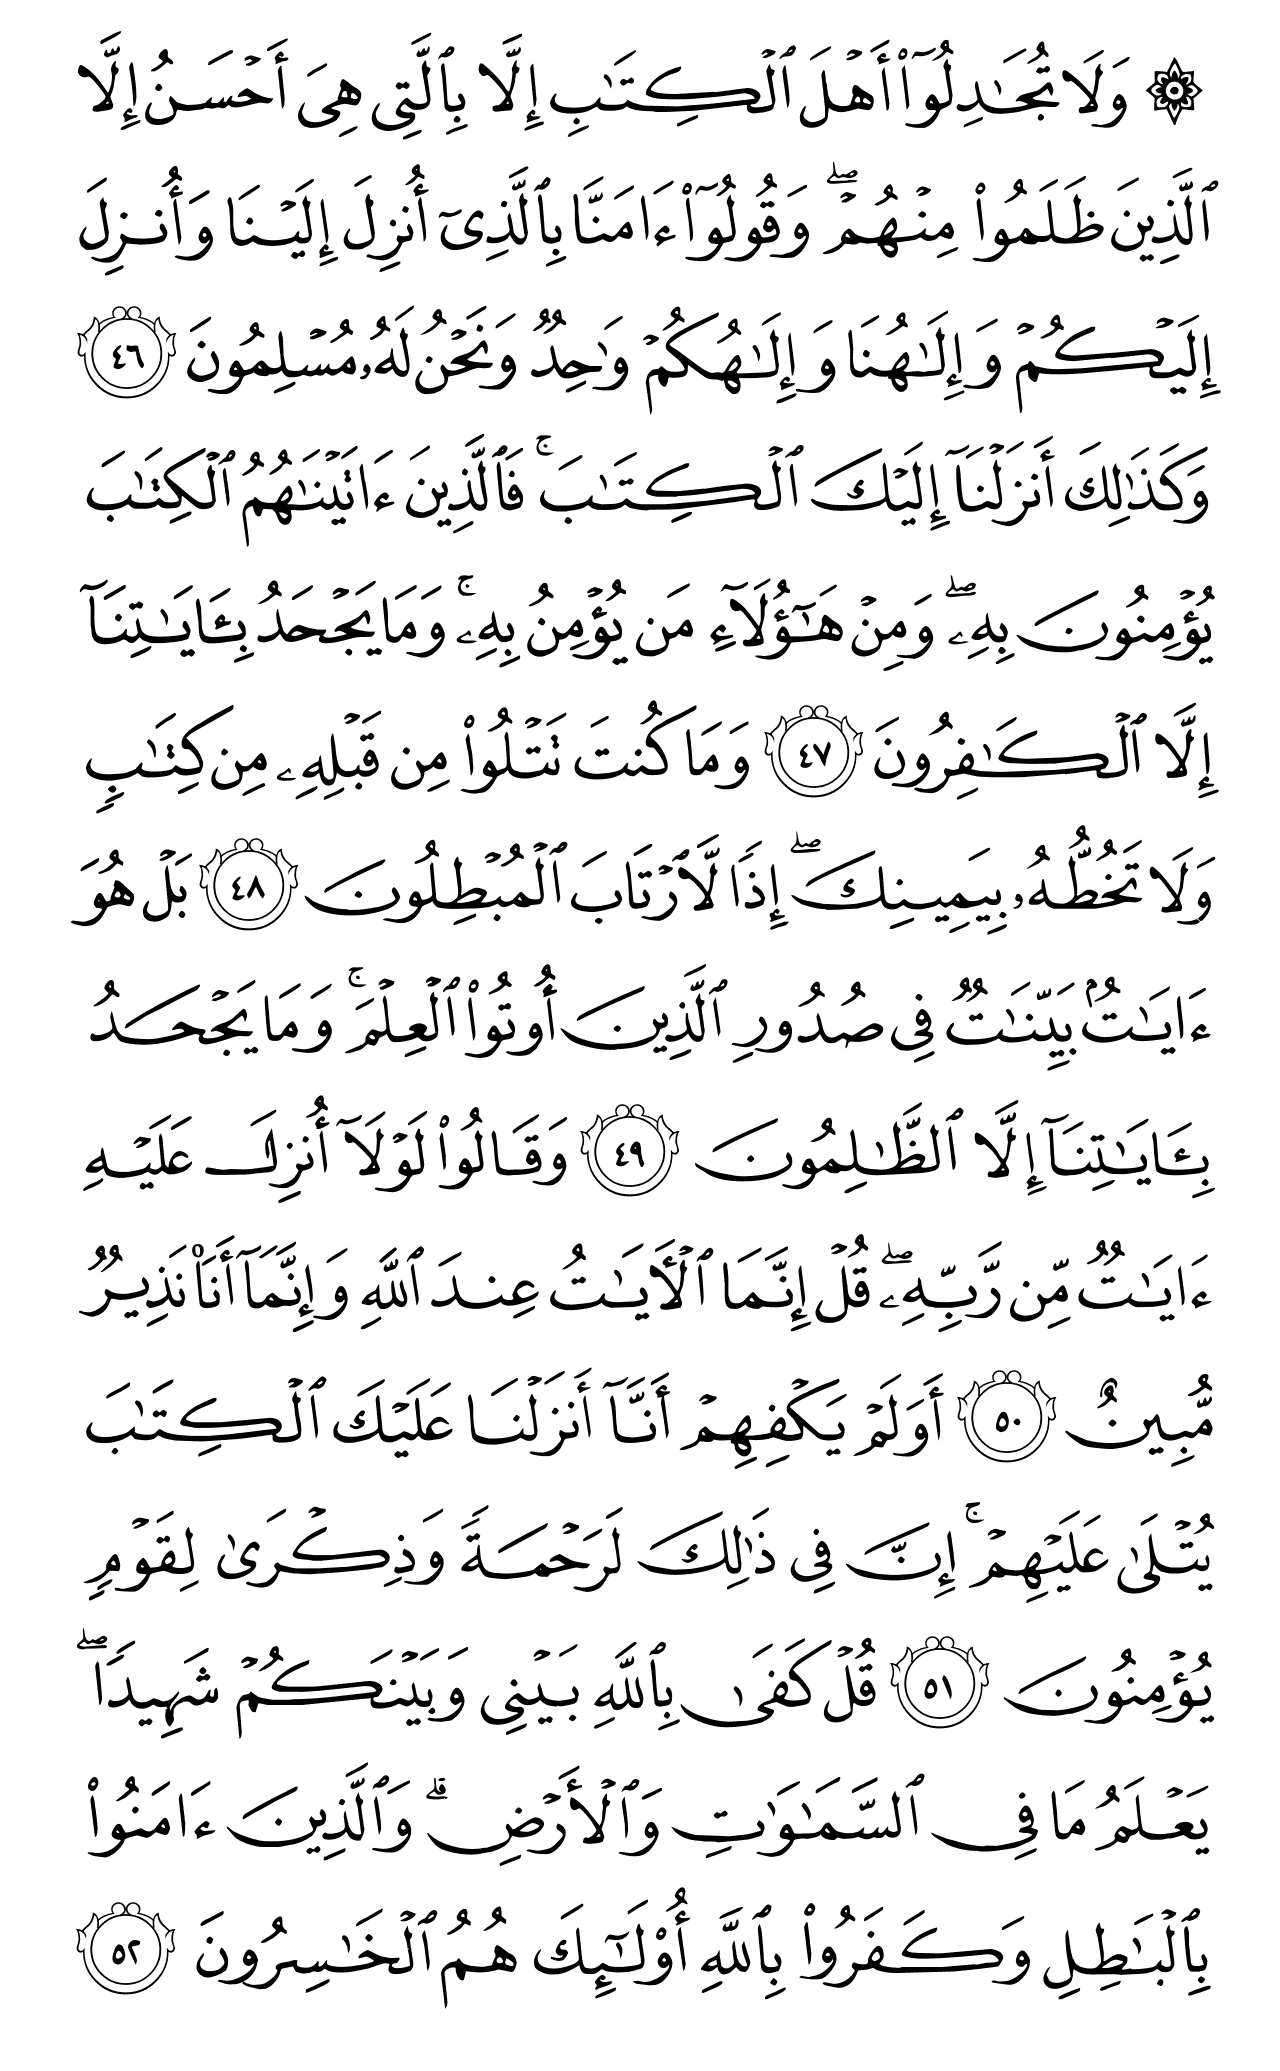 ۞ وَلَا تُجَٰدِلُوٓا۟ أَهْلَ ٱلْكِتَٰبِ إِلَّا بِٱلَّتِى هِىَ أَحْسَنُ إِلَّا
ٱلَّذِينَ ظَلَمُوا۟ مِنْهُمْ ۖ وَقُولُوٓا۟ ءَامَنَّا بِٱلَّذِىٓ أُنزِلَ إِلَيْنَا وَأُنزِلَ
إِلَيْكُمْ وَإِلَٰهُنَا وَإِلَٰهُكُمْ وَٰحِدٌ وَنَحْنُ لَهُۥ مُسْلِمُونَ ٤٦
وَكَذَٰلِكَ أَنزَلْنَآ إِلَيْكَ ٱلْكِتَٰبَ ۚ فَٱلَّذِينَ ءَاتَيْنَٰهُمُ ٱلْكِتَٰبَ
يُؤْمِنُونَ بِهِۦ ۖ وَمِنْ هَٰٓؤُلَآءِ مَن يُؤْمِنُ بِهِۦ ۚ وَمَا يَجْحَدُ بِـَٔايَٰتِنَآ
إِلَّا ٱلْكَٰفِرُونَ ٤٧ وَمَا كُنتَ تَتْلُوا۟ مِن قَبْلِهِۦ مِن كِتَٰبٍ
وَلَا تَخُطُّهُۥ بِيَمِينِكَ ۖ إِذًا لَّٱرْتَابَ ٱلْمُبْطِلُونَ ٤٨ بَلْ هُوَ
ءَايَٰتٌۢ بَيِّنَٰتٌ فِى صُدُورِ ٱلَّذِينَ أُوتُوا۟ ٱلْعِلْمَ ۚ وَمَا يَجْحَدُ
بِـَٔايَٰتِنَآ إِلَّا ٱلظَّٰلِمُونَ ٤٩ وَقَالُوا۟ لَوْلَآ أُنزِلَ عَلَيْهِ
ءَايَٰتٌ مِّن رَّبِّهِۦ ۖ قُلْ إِنَّمَا ٱلْـَٔايَٰتُ عِندَ ٱللَّهِ وَإِنَّمَآ أَنَا۠ نَذِيرٌ
مُّبِينٌ ٥٠ أَوَلَمْ يَكْفِهِمْ أَنَّآ أَنزَلْنَا عَلَيْكَ ٱلْكِتَٰبَ
يُتْلَىٰ عَلَيْهِمْ ۚ إِنَّ فِى ذَٰلِكَ لَرَحْمَةً وَذِكْرَىٰ لِقَوْمٍ
يُؤْمِنُونَ ٥١ قُلْ كَفَىٰ بِٱللَّهِ بَيْنِى وَبَيْنَكُمْ شَهِيدًا ۖ
يَعْلَمُ مَا فِى ٱلسَّمَٰوَٰتِ وَٱلْأَرْضِ ۗ وَٱلَّذِينَ ءَامَنُوا۟
بِٱلْبَٰطِلِ وَكَفَرُوا۟ بِٱللَّهِ أُو۟لَٰٓئِكَ هُمُ ٱلْخَٰسِرُونَ ٥٢